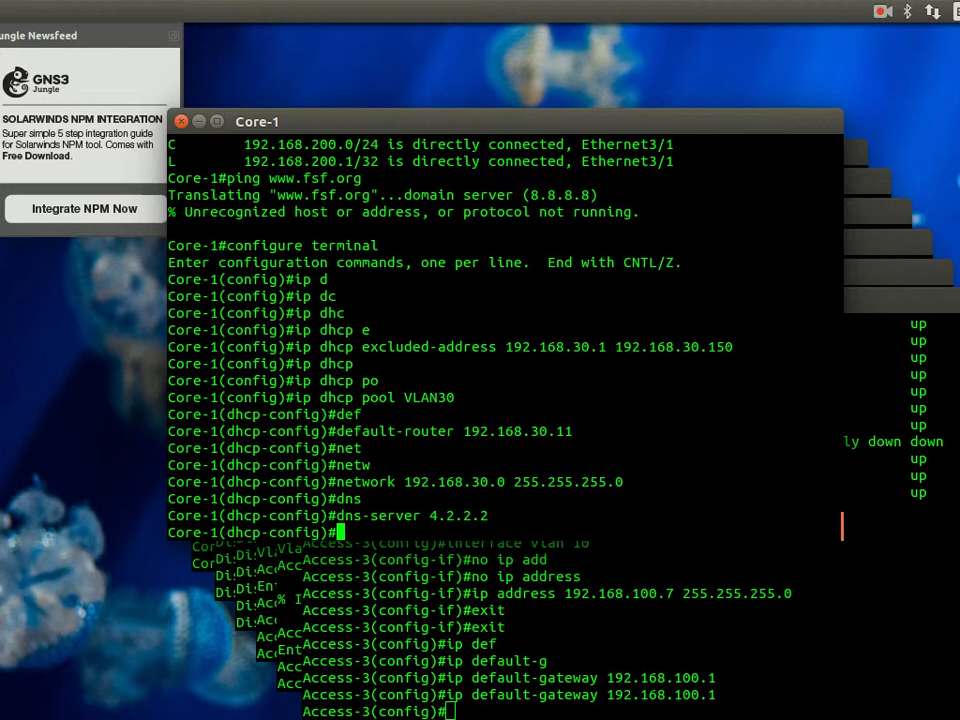 ungle Newsfeed
GNS3
Jungle
SOLARWINDS NPM INTEGRATION
Super simple 5 step integration guide
for Solarwinds NPM tool. Comes with
Free Download.
Integrate NPM Now
Core-1
C 192.168.200.0/24 is directly connected, Ethernet3/1
L 192.168.200.1/32 is directly connected, Ethernet3/1
Core-1#ping www.fsf.org
Translating "www.fsf.org"...domain server (8.8.8.8)
% Unrecognized host or address, or protocol not running.
Core-1#configure terminal
Enter configuration commands, one per line. End with CNTL/Z.
Core-1(config)#ip d
Core-1(config)#ip dc
Core-1(config)#ip dhc
Core-1(config)#ip dhcp e
Core-1(config)#ip dhcp excluded-address 192.168.30.1 192.168.30.150
Core-1(config)#ip dhcp
Core-1(config)#ip dhcp po
Core-1(config)#ip dhcp pool VLAN30
Core-1(dhcp-config)#def
Core-1(dhcp-config)#default-router 192.168.30.11
Core-1(dhcp-config)#net
Core-1(dhcp-config)#netw
Core-1(dhcp-config)#network 192.168.30.0 255.255.255.0
Core-1(dhcp-config)#dns
Core-1(dhcp-config)#dns-server 4.2.2.2
Core-1(dhcp-config)#
up
up
up
up
up
up
up
ly down down
up
up
up
Access-3(config)#interface vlan 10
Access-3(config-if)#no ip add
Access-3(config-if)#no ip address
Access-3(config-if)#ip address 192.168.100.7 255.255.255.0
Access-3(config-if)#exit
Access-3(config-if)#exit
Access-3(config)#ip def
Access-3(config)#ip default-g
Access-3(config)#ip default-gateway 192.168.100.1
Access-3(config)#ip default-gateway 192.168.100.1
Access-3(config)#